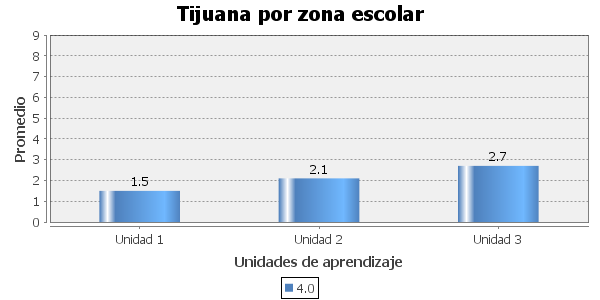 Tijuana por zona escolar
Promedio
9
8
7
6
5
4
3
2
1
0
1.5
2.1
2.7
Unidad 1
Unidad 2
Unidad 3
Unidades de aprendizaje
4.0